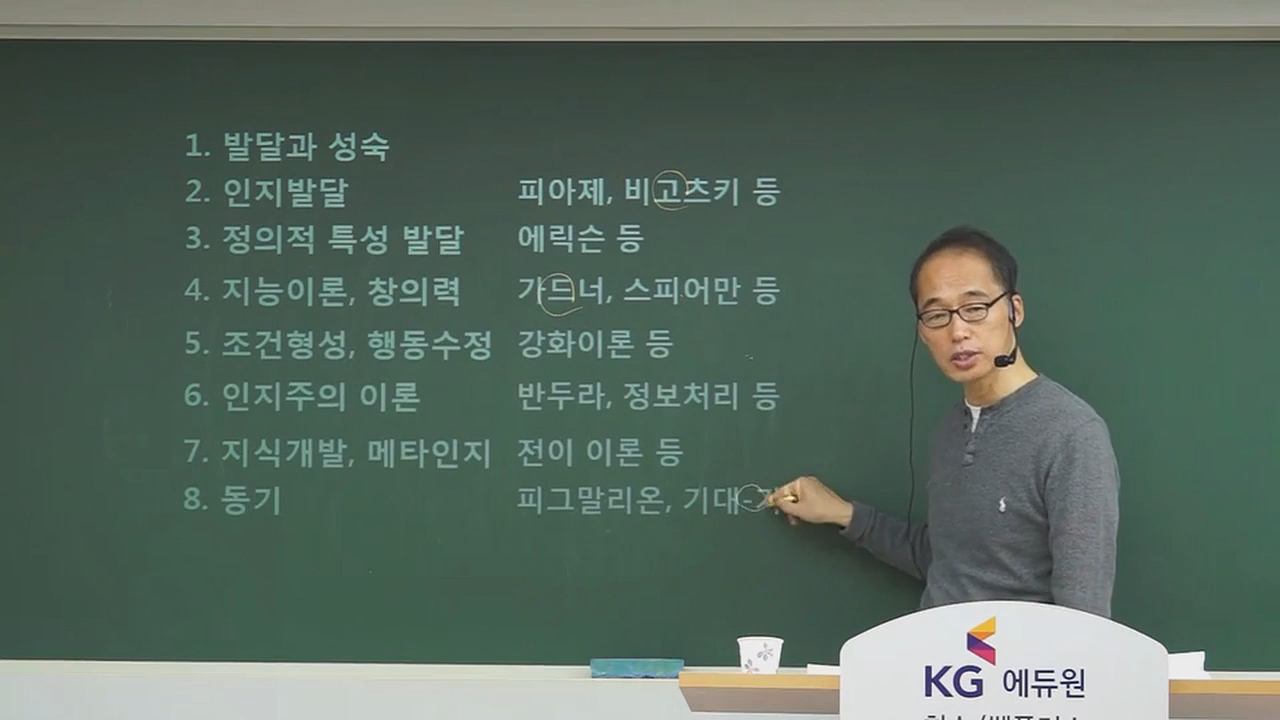 1. 발달과 성숙
2. 인지발달 피아제, 비고츠키 등
3. 정의적 특성 발달 에릭슨 등
4. 지능이론, 창의력 가드너, 스피어만 등
5. 조건형성, 행동수정 강화이론 등
6. 인지주의 이론 반두라, 정보처리 등
7. 지식개발, 메타인지 전이 이론 등
8. 동기 피그말리온, 기대-
KG 에듀원